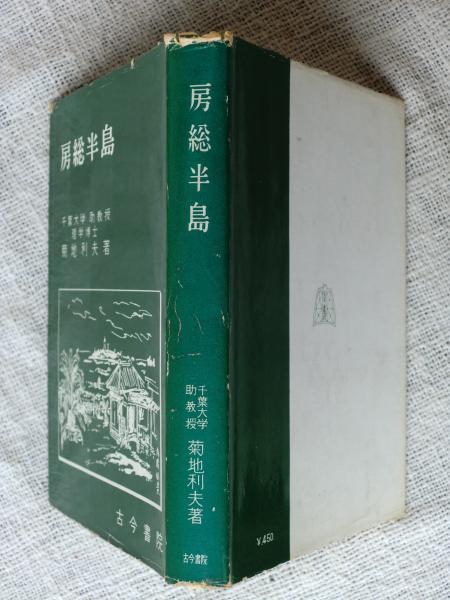 房総半島
千葉大学 助教授
理学博士
菊地利夫著
古今書院
房総半島
千葉大学
助教授
菊地利夫著
古今書院
¥.450